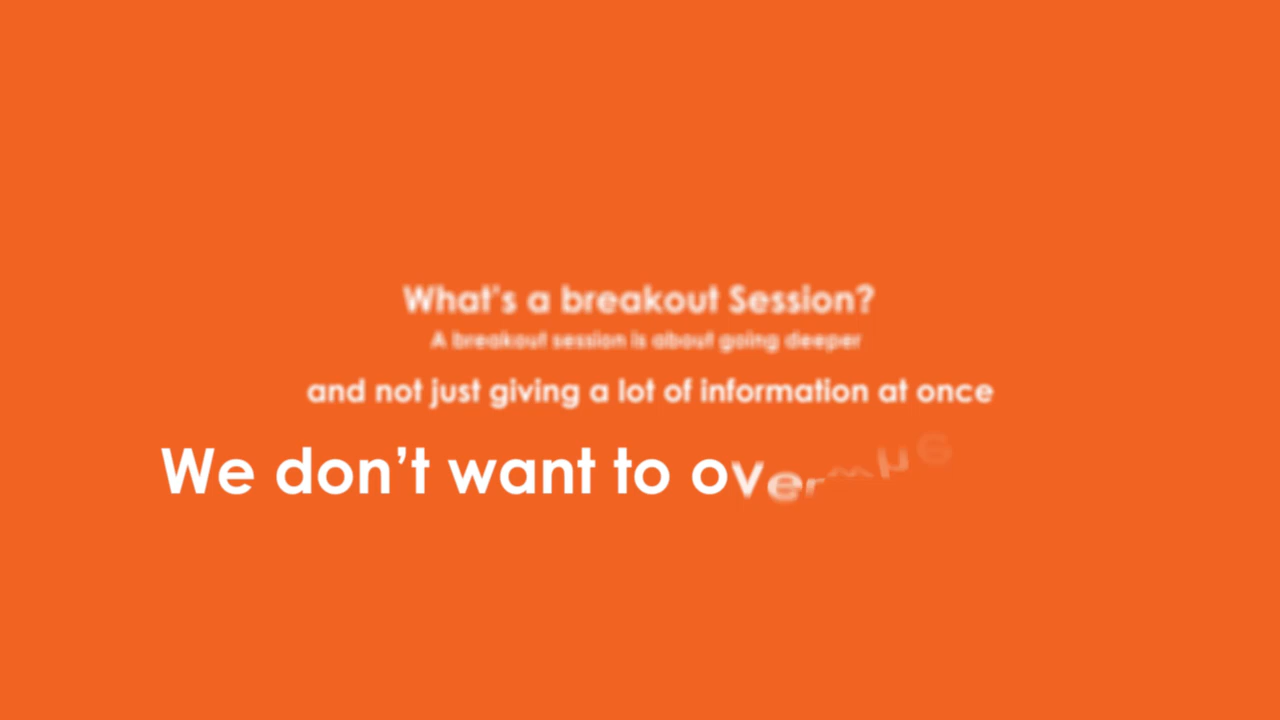 What's a breakout Session?
A breakout session is about going deeper
and not just giving a lot of information at once
We don’t want to